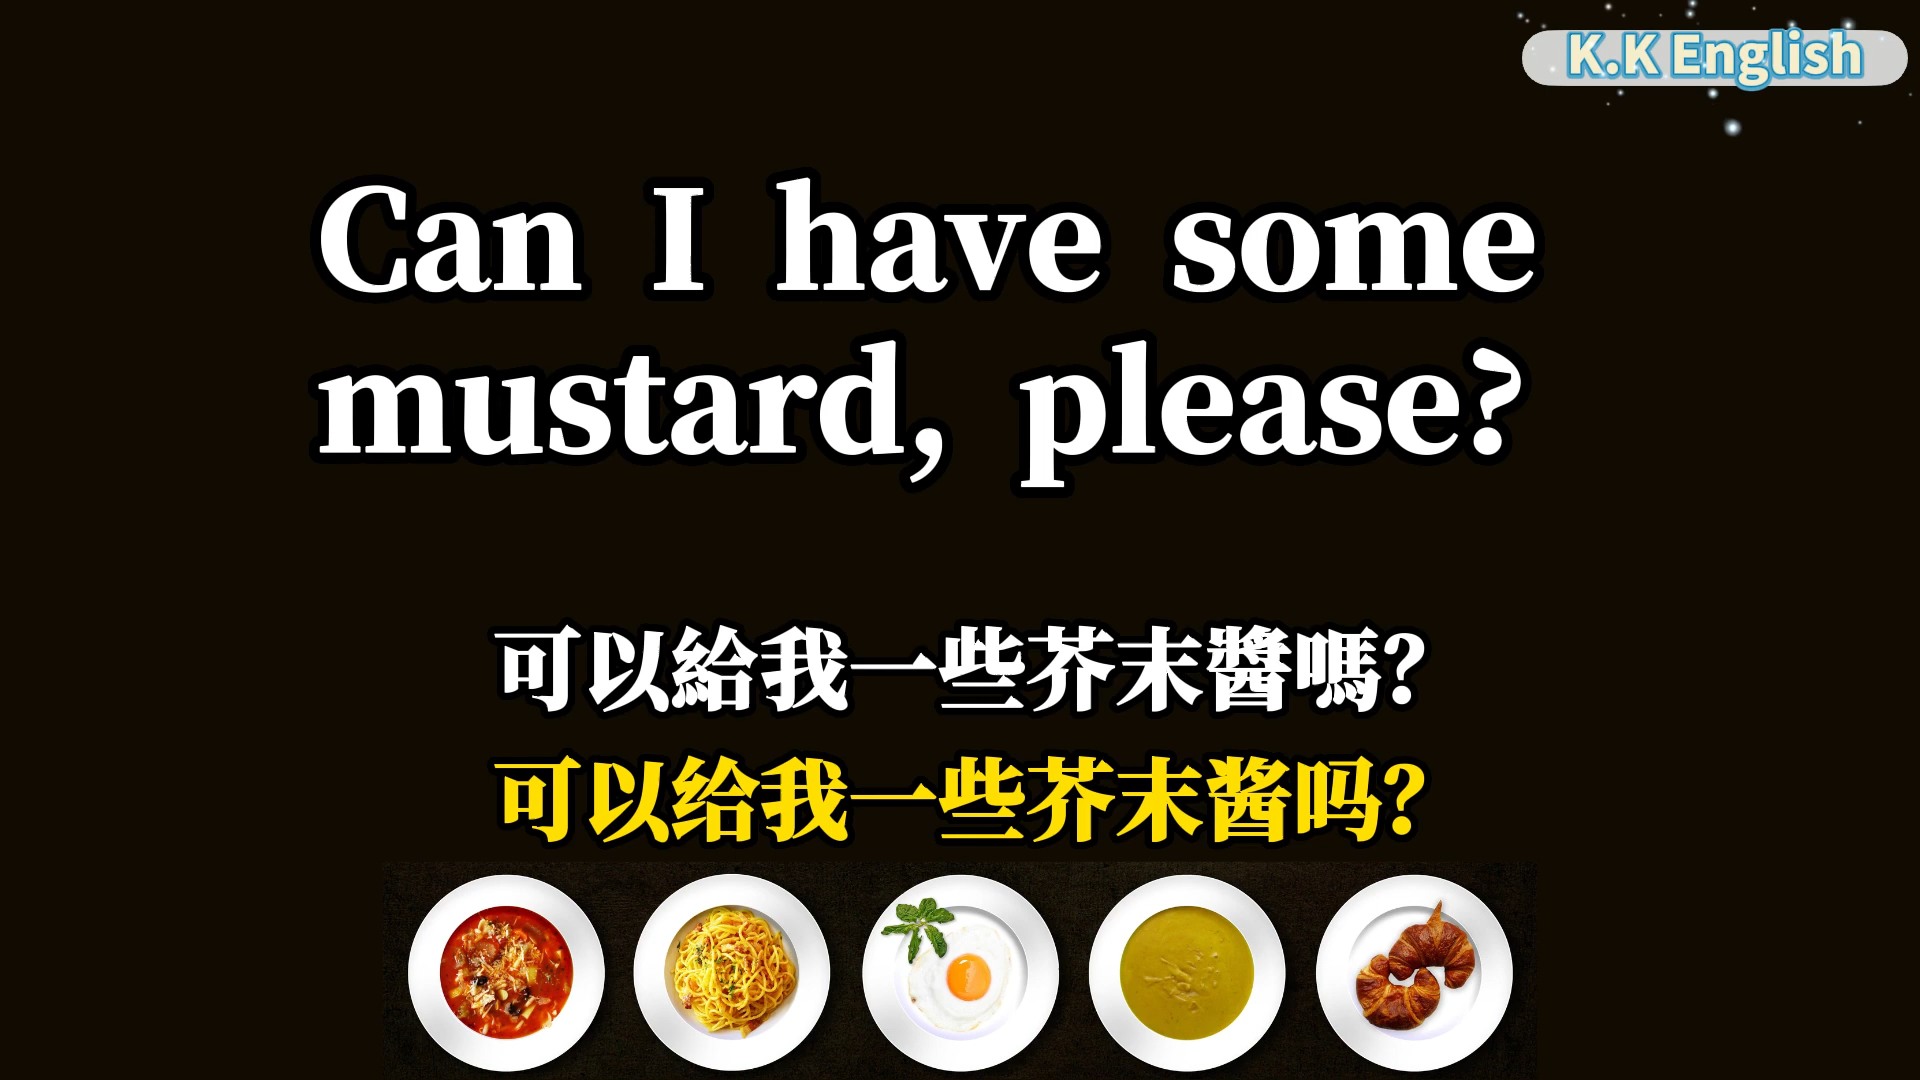 K.K English
Can I have some
mustard, please?
可以給我一些芥末醬嗎?
可以给我一些芥末酱吗?